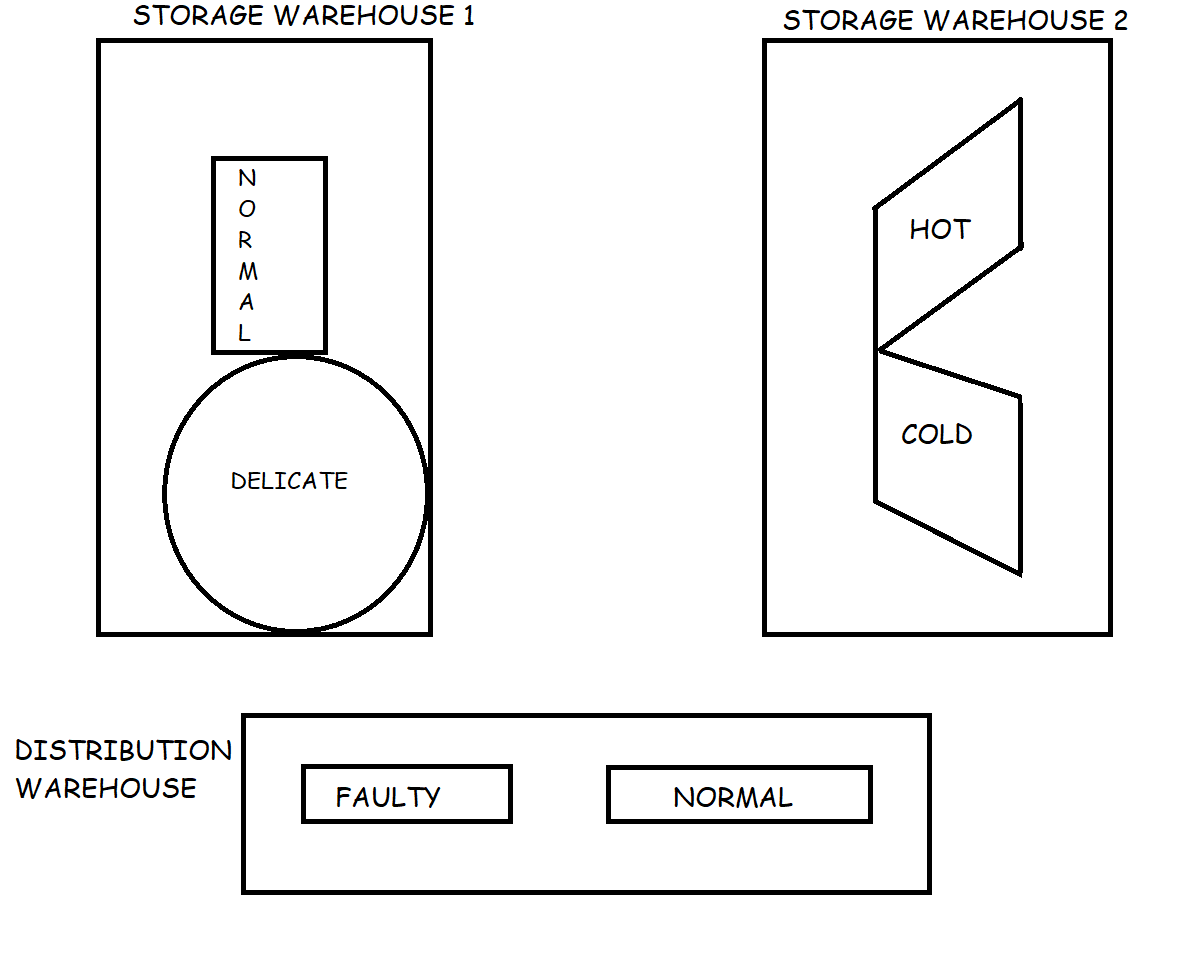 STORAGE WAREHOUSE 1
N
O
R
M
A
L
DELICATE
STORAGE WAREHOUSE 2
HOT
COLD
DISTRIBUTION
WAREHOUSE
FAULTY
NORMAL